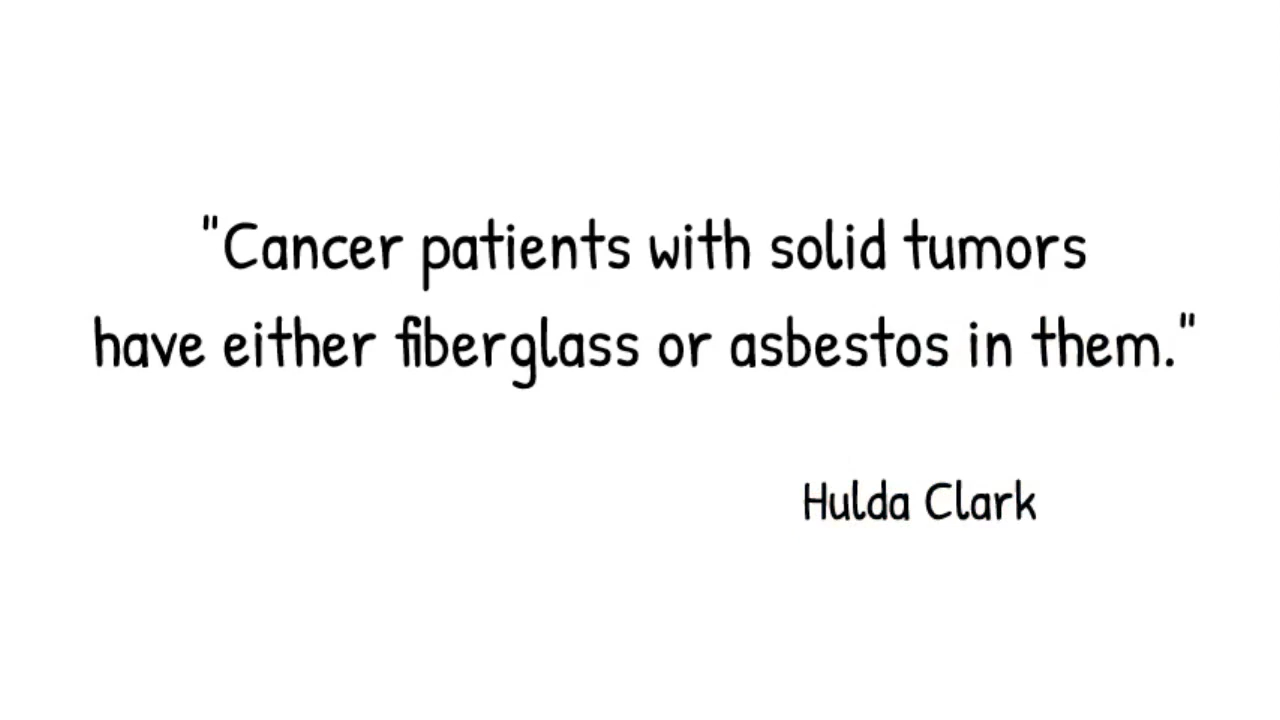 "Cancer patients with solid tumors
have either fiberglass or asbestos in them."
Hulda Clark